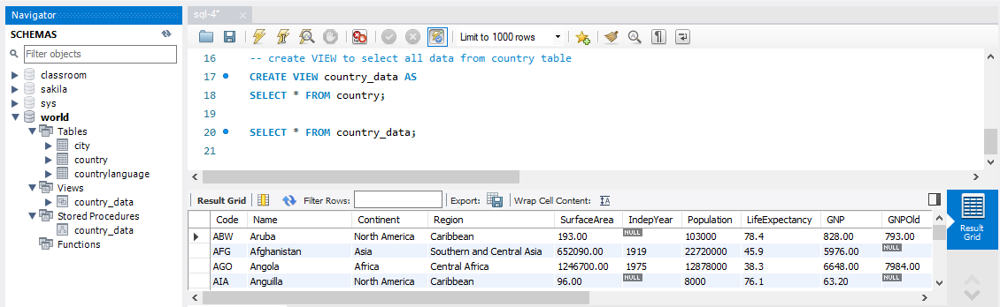 Navigator
SCHEMAS
Filter objects
classroom
sakila
sys
world
Tables
city
country
countrylanguage
Views
country_data
Stored Procedures
country_data
Functions
sql-4*
Limit to 1000 rows
16 -- create VIEW to select all data from country table
17 CREATE VIEW country_data AS
18 SELECT * FROM country;
19
20 SELECT * FROM country_data;
21
Result Grid Filter Rows: Export: Wrap Cell Content:
Code Name Continent Region SurfaceArea IndepYear Population LifeExpectancy GNP GNPOld
ABW Aruba North America Caribbean 193.00 NULL 103000 78.4 828.00 793.00
AFG Afghanistan Asia Southern and Central Asia 652090.00 1919 22720000 45.9 5976.00 NULL
AGO Angola Africa Central Africa 1246700.00 1975 12878000 38.3 6648.00 7984.00
AIA Anguilla North America Caribbean 96.00 NULL 8000 76.1 63.20 NULL
Result
Grid